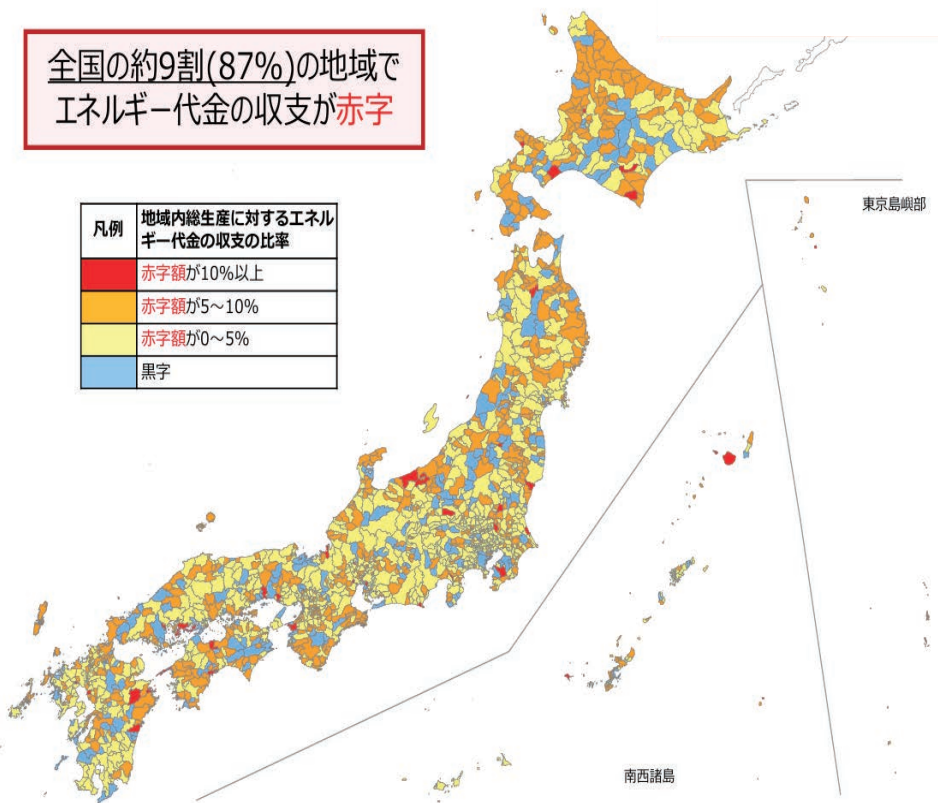 全国の約9割(87%)の地域で
エネルギー代金の収支が赤字
凡例
地域内総生産に対するエネル
ギー代金の収支の比率
赤字額が10%以上
赤字額が5～10%
赤字額が0～5%
黒字
東京島嶼部
南西諸島